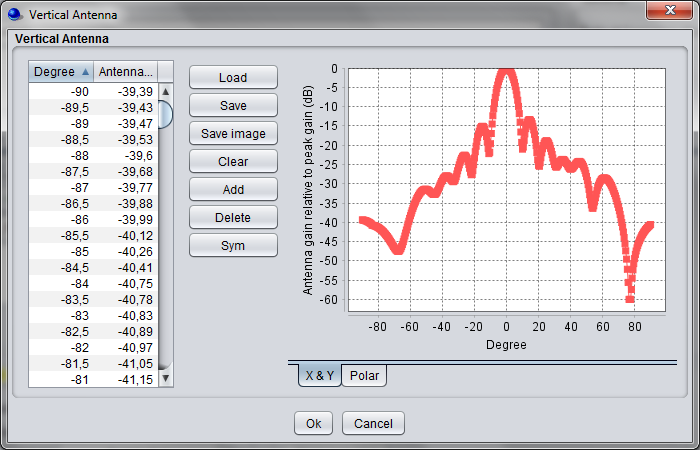 Vertical Antenna
Vertical Antenna
Degree Antenna...
-90 -39,39
-89,5 -39,43
-89 -39,47
-88,5 -39,53
-88 -39,6
-87,5 -39,68
-87 -39,77
-86,5 -39,88
-86 -39,99
-85,5 -40,12
-85 -40,26
-84,5 -40,41
-84 -40,75
-83,5 -40,78
-83 -40,83
-82,5 -40,89
-82 -40,97
-81,5 -41,05
-81 -41,15
Load
Save
Save image
Clear
Add
Delete
Sym
Antenna gain relative to peak gain (dB)
0
-5
-10
-15
-20
-25
-30
-35
-40
-45
-50
-55
-60
-80 -60 -40 -20 0 20 40 60 80
Degree
X & Y Polar
Ok Cancel